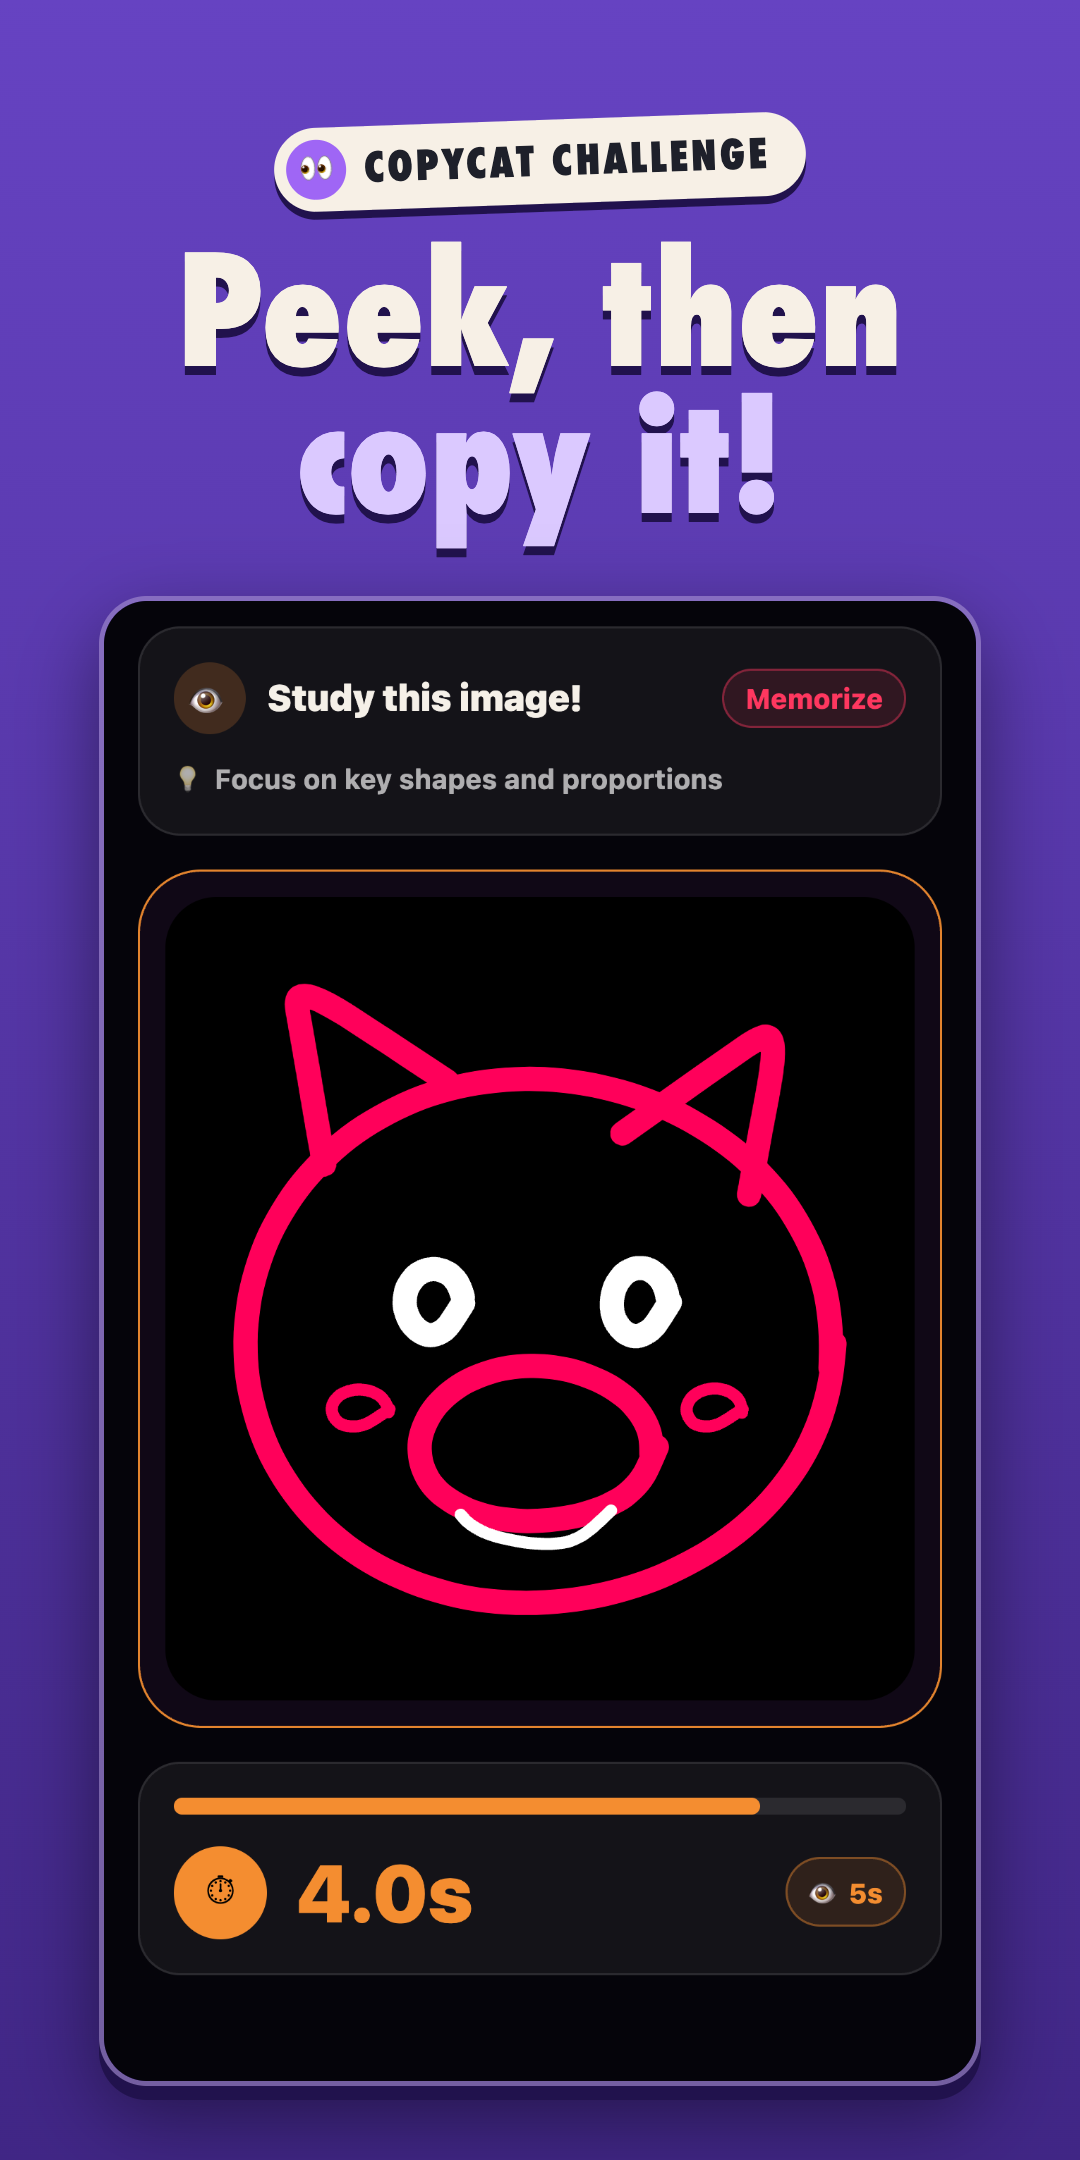 COPYCAT CHALLENGE
Peek, then
copy it!
Study this image!
Memorize
Focus on key shapes and proportions
4.0s
5s